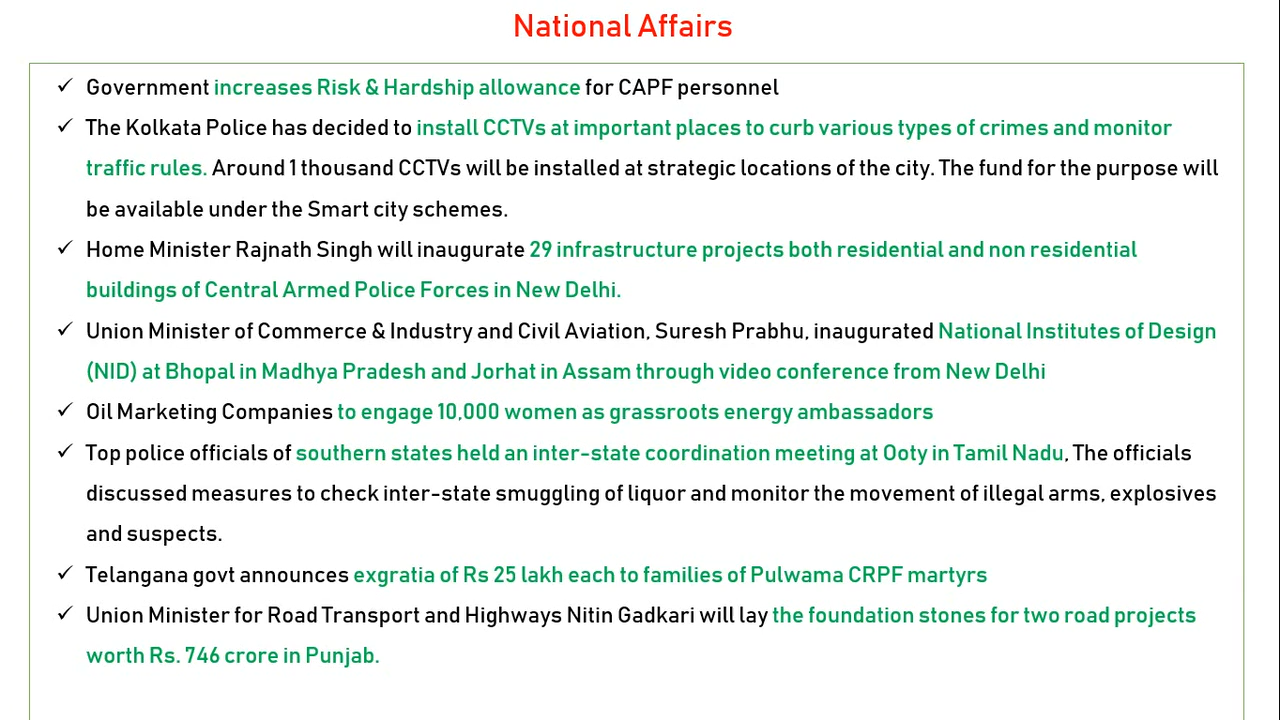 National Affairs
✓ Government increases Risk & Hardship allowance for CAPF personnel
✓ The Kolkata Police has decided to install CCTVs at important places to curb various types of crimes and monitor
traffic rules. Around 1 thousand CCTVs will be installed at strategic locations of the city. The fund for the purpose will
be available under the Smart city schemes.
✓ Home Minister Rajnath Singh will inaugurate 29 infrastructure projects both residential and non residential
buildings of Central Armed Police Forces in New Delhi.
✓ Union Minister of Commerce & Industry and Civil Aviation, Suresh Prabhu, inaugurated National Institutes of Design
(NID) at Bhopal in Madhya Pradesh and Jorhat in Assam through video conference from New Delhi
✓ Oil Marketing Companies to engage 10,000 women as grassroots energy ambassadors
✓ Top police officials of southern states held an inter-state coordination meeting at Ooty in Tamil Nadu, The officials
discussed measures to check inter-state smuggling of liquor and monitor the movement of illegal arms, explosives
and suspects.
✓ Telangana govt announces exgratia of Rs 25 lakh each to families of Pulwama CRPF martyrs
✓ Union Minister for Road Transport and Highways Nitin Gadkari will lay the foundation stones for two road projects
worth Rs. 746 crore in Punjab.